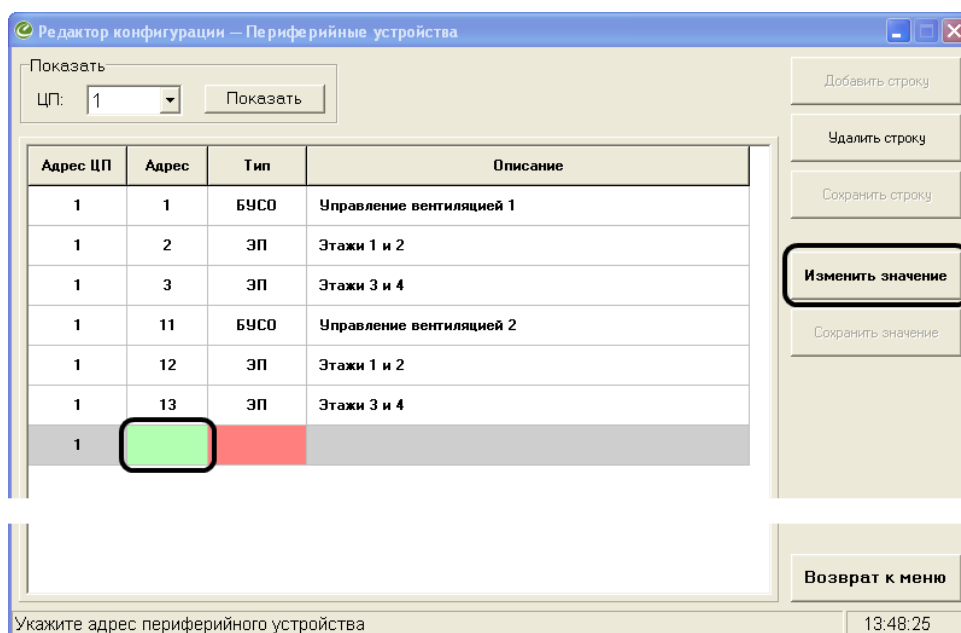 Редактор конфигурации — Периферийные устройства
Показать
ЦП: 1 Показать
Добавить строку
Удалить строку
Сохранить строку
Изменить значение
Сохранить значение
Адрес ЦП Адрес Тип Описание
1 1 БУСО Управление вентиляцией 1
1 2 ЭП Этажи 1 и 2
1 3 ЭП Этажи 3 и 4
1 11 БУСО Управление вентиляцией 2
1 12 ЭП Этажи 1 и 2
1 13 ЭП Этажи 3 и 4
1
Возврат к меню
Укажите адрес периферийного устройства 13:48:25